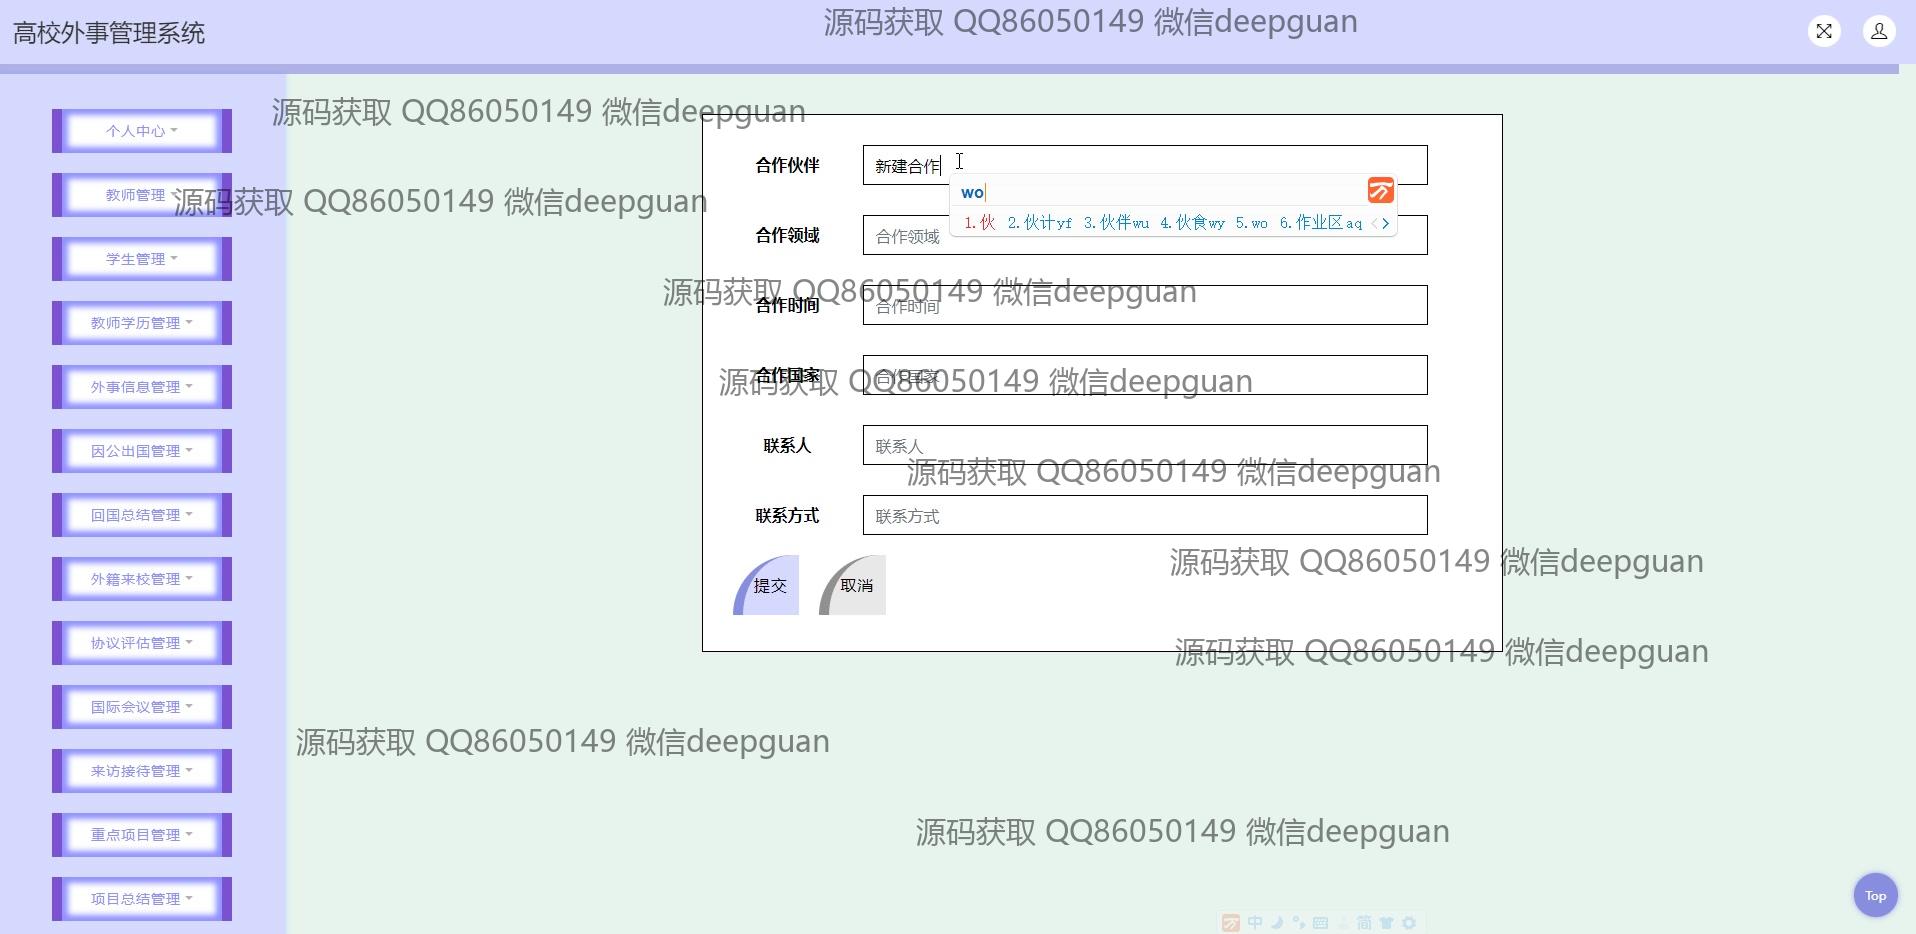 高校外事管理系统
源码获取 QQ86050149 微信deepguan
源码获取 QQ86050149 微信deepguan
个人中心
合作伙伴 新建合作
教师管理
源码获取 QQ86050149 微信deepguan
wo
1.伙 2.伙计yf 3.伙伴wu 4.伙食wy 5.wo 6.作业区aq
合作领域 合作领域
学生管理
源码获取 QQ86050149 微信deepguan
合作时间 合作时间
教师学历管理
源码获取 QQ86050149 微信deepguan
合作国家 合作国家
外事信息管理
联系人 联系人
因公出国管理
源码获取 QQ86050149 微信deepguan
联系方式 联系方式
回国总结管理
源码获取 QQ86050149 微信deepguan
提交 取消
外籍来校管理
协议评估管理
源码获取 QQ86050149 微信deepguan
国际会议管理
源码获取 QQ86050149 微信deepguan
来访接待管理
重点项目管理
源码获取 QQ86050149 微信deepguan
项目总结管理
Top
中 简